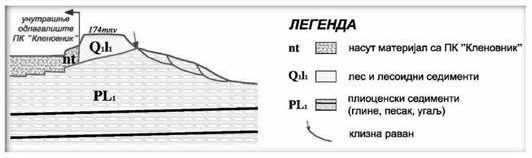 унутрашње
одлагалиште
ПК "Кленовник"
174mnv
Q₁l₁
nt
PL₁
ЛЕГЕНДА
nt насут материјал са ПК "Кленовник"
Q₁l₁ лес и лесоидни седименти
PL₁ плиоценски седименти
(глине, песак, угаљ)
клизна раван